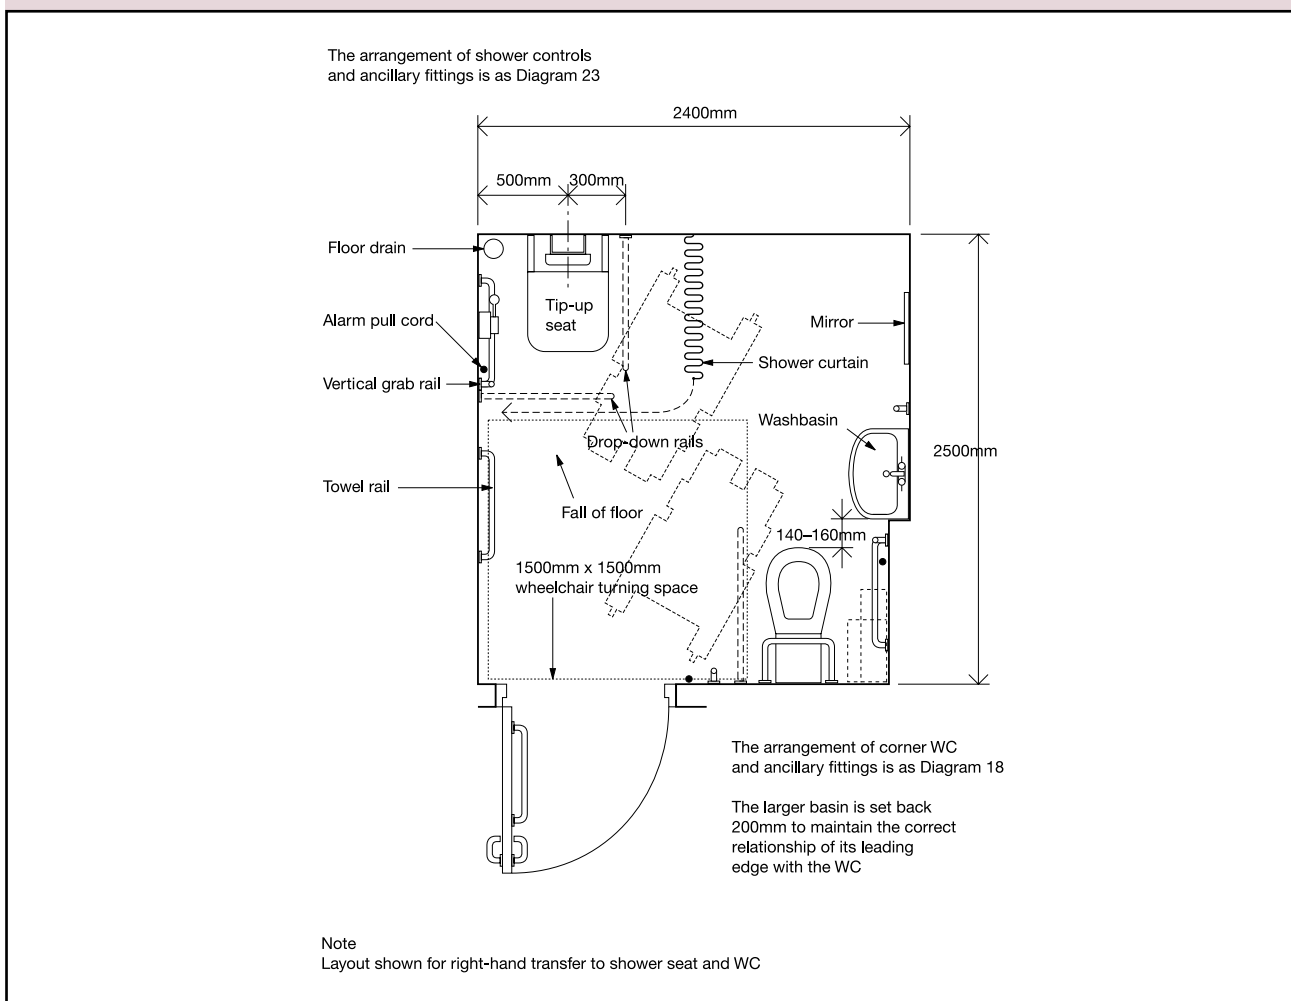 The arrangement of shower controls
and ancillary fittings is as Diagram 23
2400mm
500mm
300mm
Floor drain
Tip-up
seat
Alarm pull cord
Mirror
Shower curtain
Vertical grab rail
Washbasin
Drop-down rails
2500mm
Towel rail
Fall of floor
140–160mm
1500mm x 1500mm
wheelchair turning space
The arrangement of corner WC
and ancillary fittings is as Diagram 18
The larger basin is set back
200mm to maintain the correct
relationship of its leading
edge with the WC
Note
Layout shown for right-hand transfer to shower seat and WC